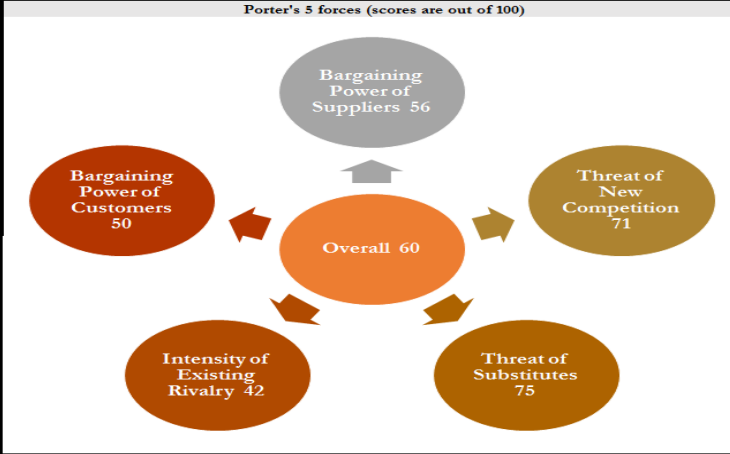 Porter's 5 forces (scores are out of 100)
Bargaining
Power of
Suppliers 56
Bargaining
Power of
Customers
50
Threat of
New
Competition
71
Overall 60
Intensity of
Existing
Rivalry 42
Threat of
Substitutes
75